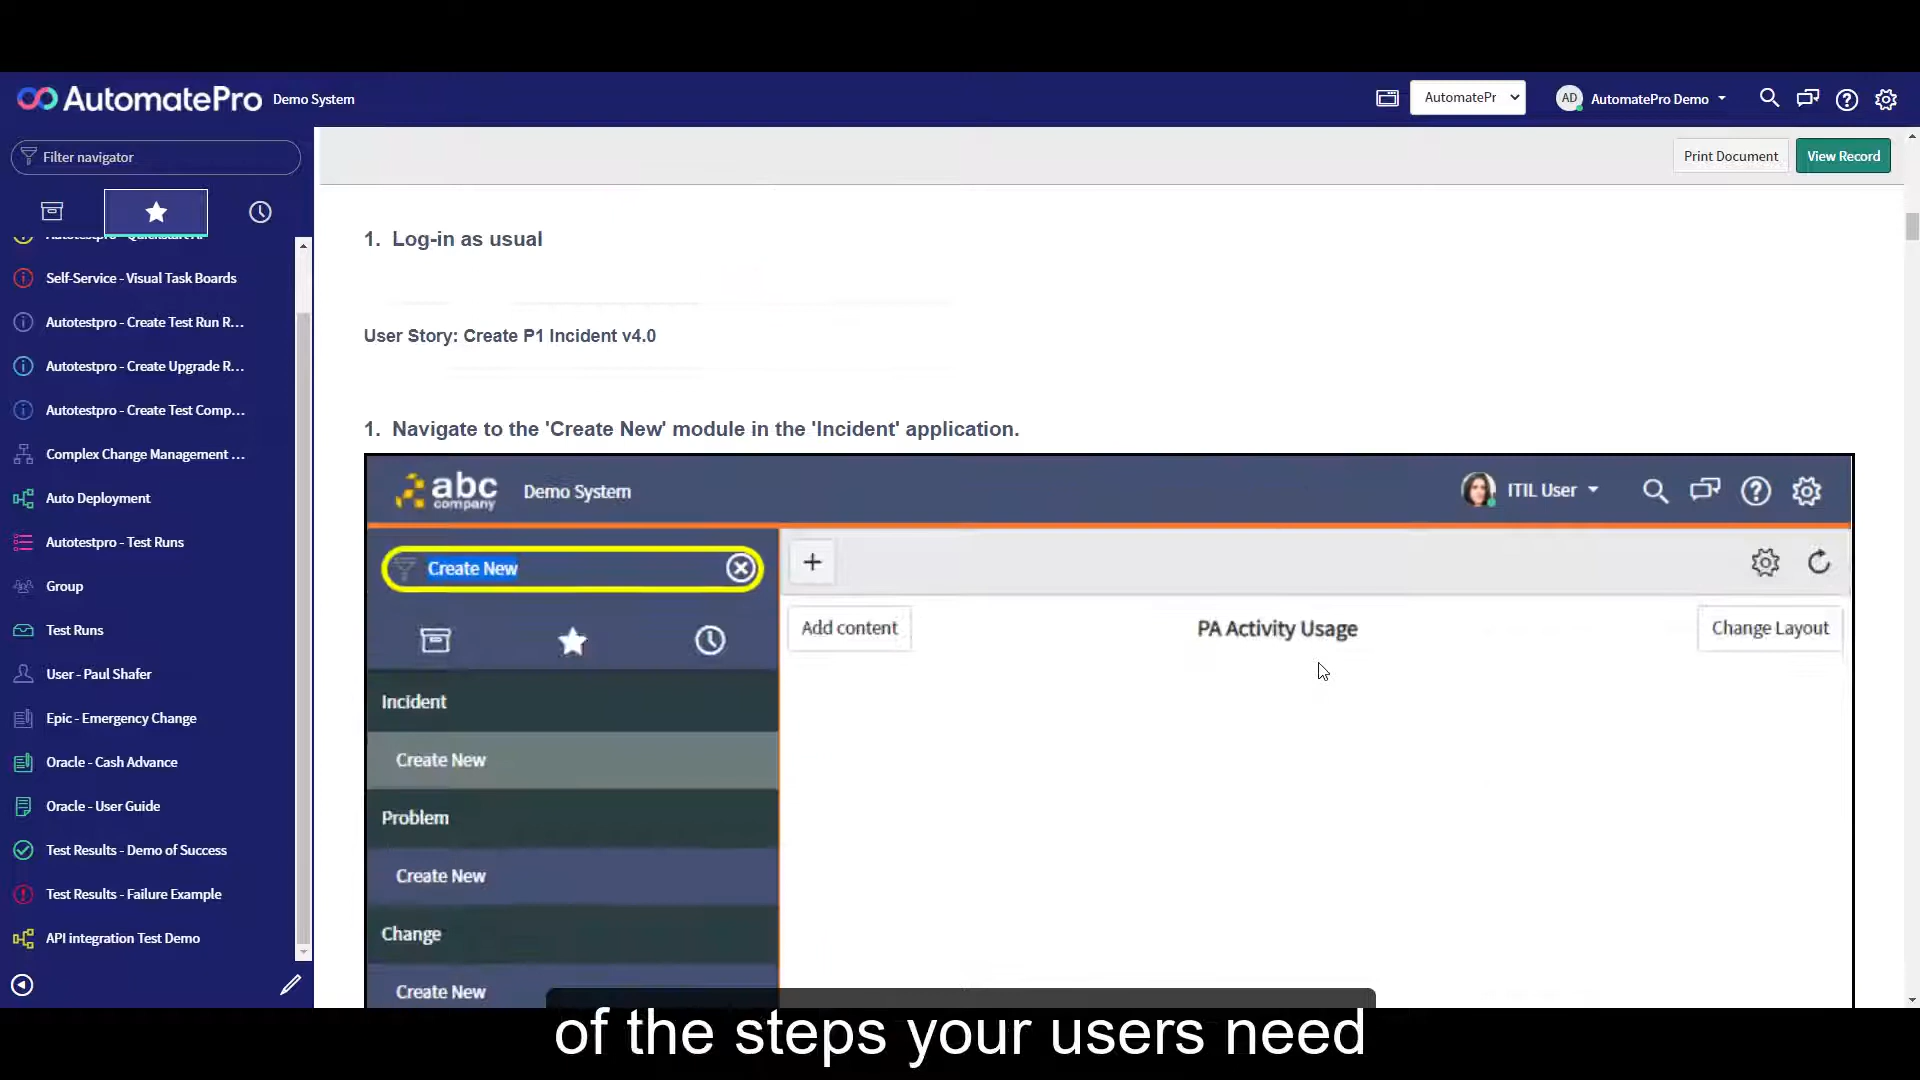 AutomatePro Demo System
AutomatePr
AD AutomatePro Demo
Filter navigator
Print Document
View Record
Self-Service - Visual Task Boards
Autotestpro - Create Test Run R...
Autotestpro - Create Upgrade R...
Autotestpro - Create Test Comp...
Complex Change Management ...
Auto Deployment
Autotestpro - Test Runs
Group
Test Runs
User - Paul Shafer
Epic - Emergency Change
Oracle - Cash Advance
Oracle - User Guide
Test Results - Demo of Success
Test Results - Failure Example
API integration Test Demo
1. Log-in as usual
User Story: Create P1 Incident v4.0
1. Navigate to the 'Create New' module in the 'Incident' application.
abc company
Demo System
ITIL User
Create New
Add content
PA Activity Usage
Change Layout
Incident
Create New
Problem
Create New
Change
Create New
of the steps your users need